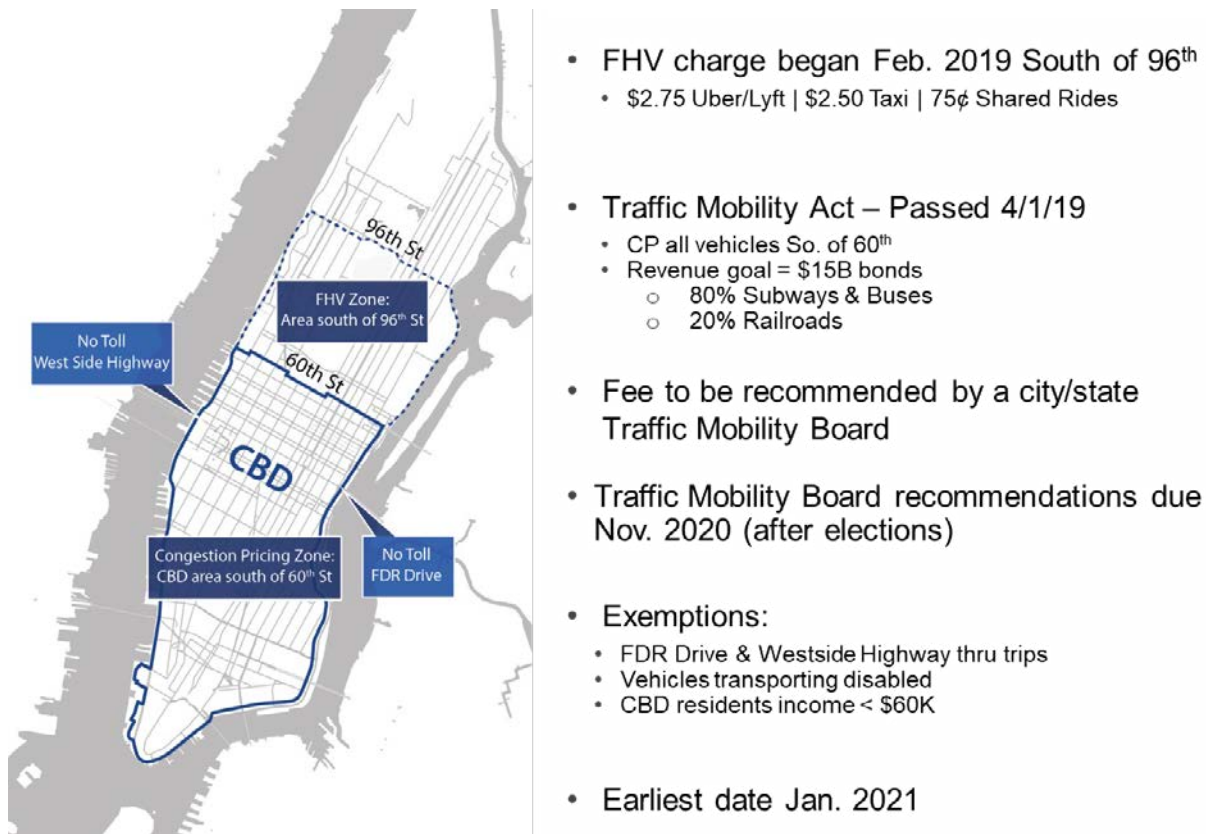 96th St
FHV Zone:
Area south of 96th St
No Toll
West Side Highway
60th St
CBD
Congestion Pricing Zone:
CBD area south of 60th St
No Toll
FDR Drive
• FHV charge began Feb. 2019 South of 96th
• $2.75 Uber/Lyft | $2.50 Taxi | 75¢ Shared Rides
• Traffic Mobility Act – Passed 4/1/19
• CP all vehicles So. of 60th
• Revenue goal = $15B bonds
o 80% Subways & Buses
o 20% Railroads
• Fee to be recommended by a city/state
Traffic Mobility Board
• Traffic Mobility Board recommendations due
Nov. 2020 (after elections)
• Exemptions:
• FDR Drive & Westside Highway thru trips
• Vehicles transporting disabled
• CBD residents income < $60K
• Earliest date Jan. 2021